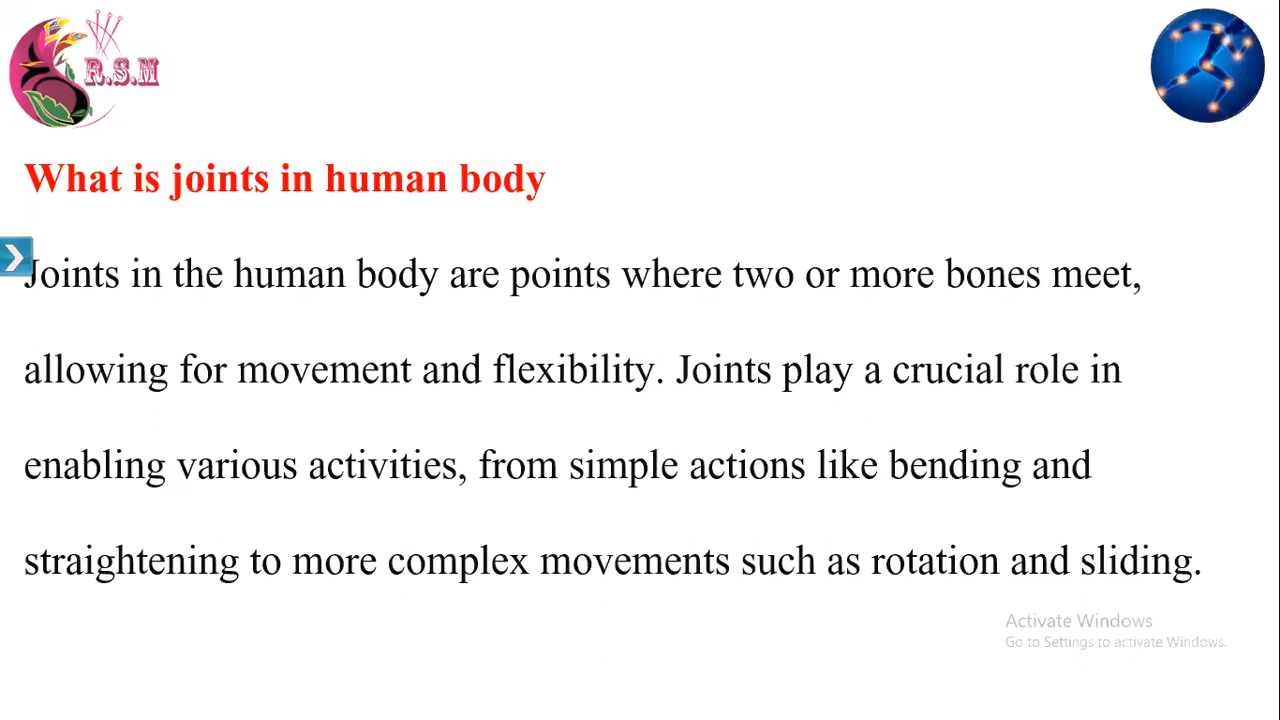 R.S.M
What is joints in human body
Joints in the human body are points where two or more bones meet,
allowing for movement and flexibility. Joints play a crucial role in
enabling various activities, from simple actions like bending and
straightening to more complex movements such as rotation and sliding.
Activate Windows
Go to Settings to activate Windows.